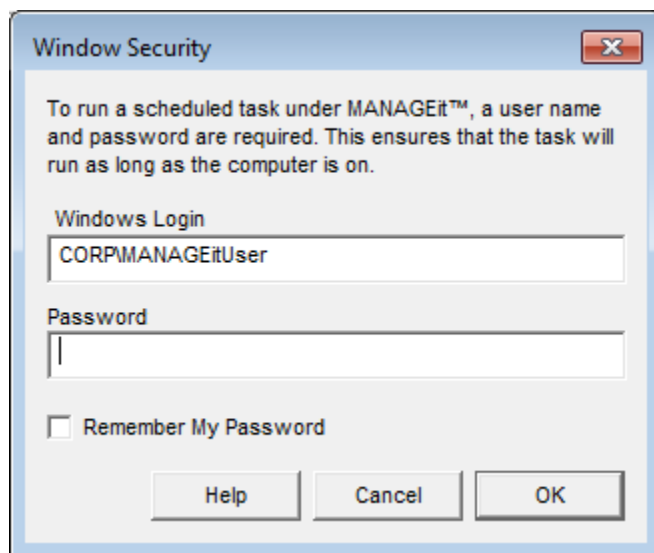 Window Security
To run a scheduled task under MANAGEit™, a user name
and password are required. This ensures that the task will
run as long as the computer is on.
Windows Login
CORP\MANAGEitUser
Password
Remember My Password
Help Cancel OK